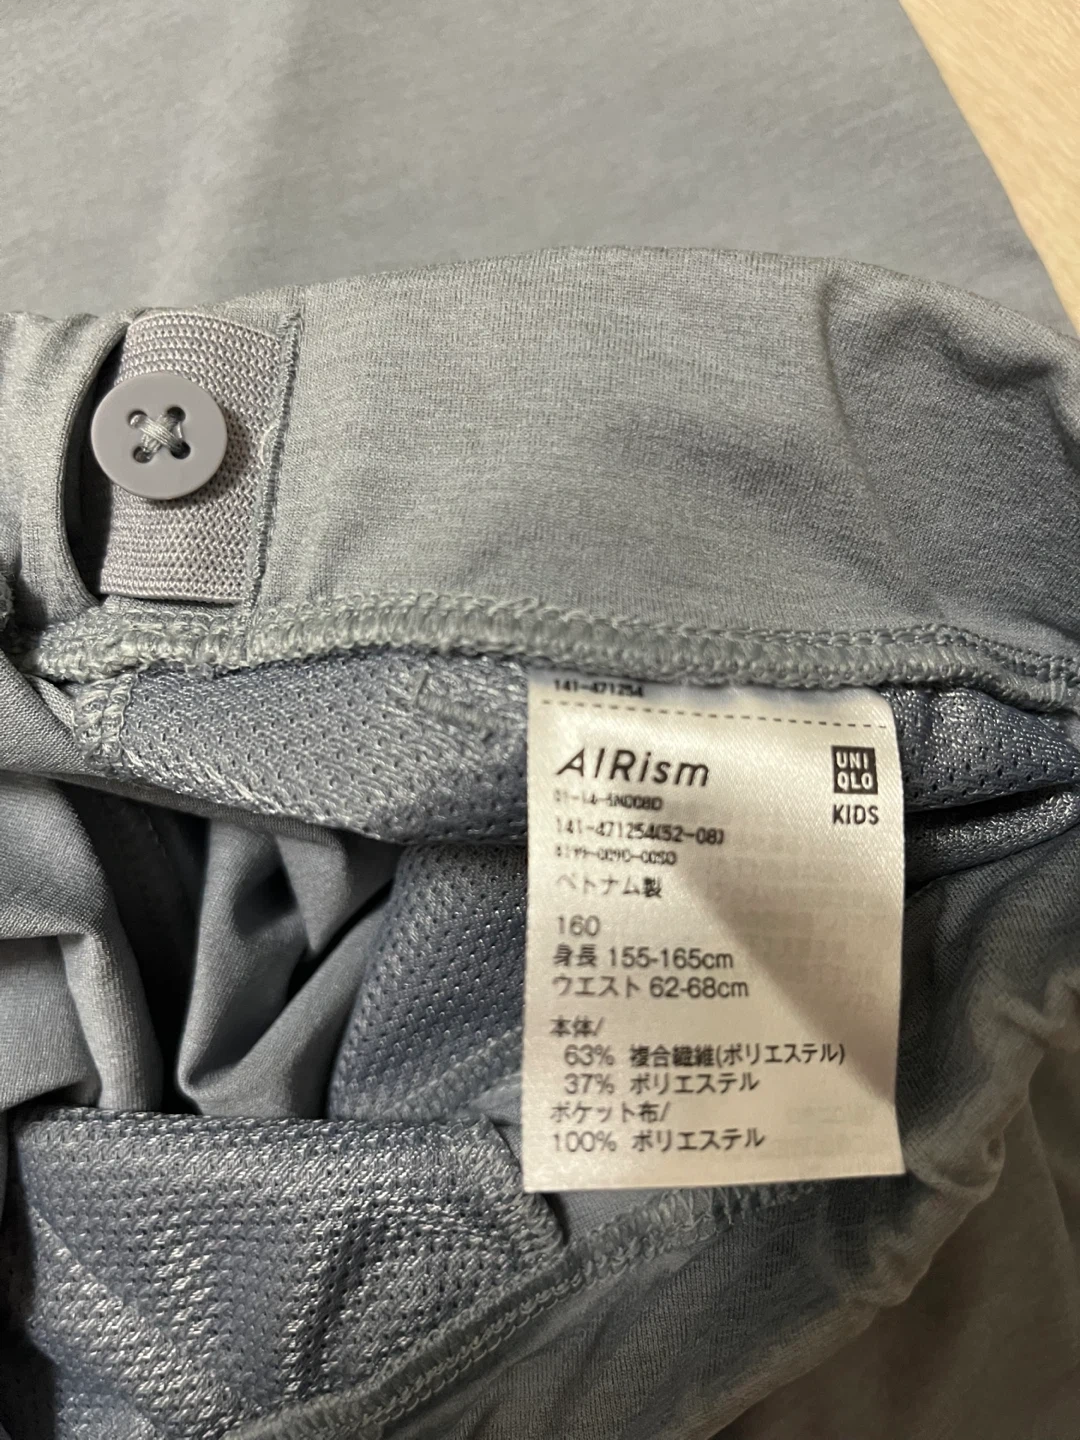 141-471254
AIRism
UNI
QLO
KIDS
141-471254(52-08)
ベトナム製
160
身長 155-165cm
ウエスト 62-68cm
本体/
63% 複合繊維(ポリエステル)
37% ポリエステル
ポケット布/
100% ポリエステル